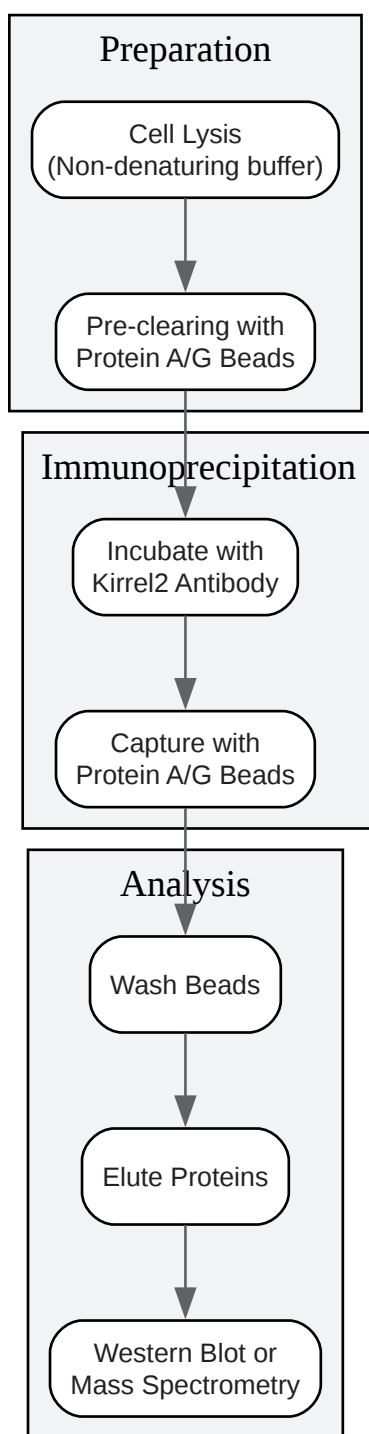 Preparation
Cell Lysis
(Non-denaturing buffer)
Pre-clearing with
Protein A/G Beads
Immunoprecipitation
Incubate with
Kirrel2 Antibody
Capture with
Protein A/G Beads
Analysis
Wash Beads
Elute Proteins
Western Blot or
Mass Spectrometry